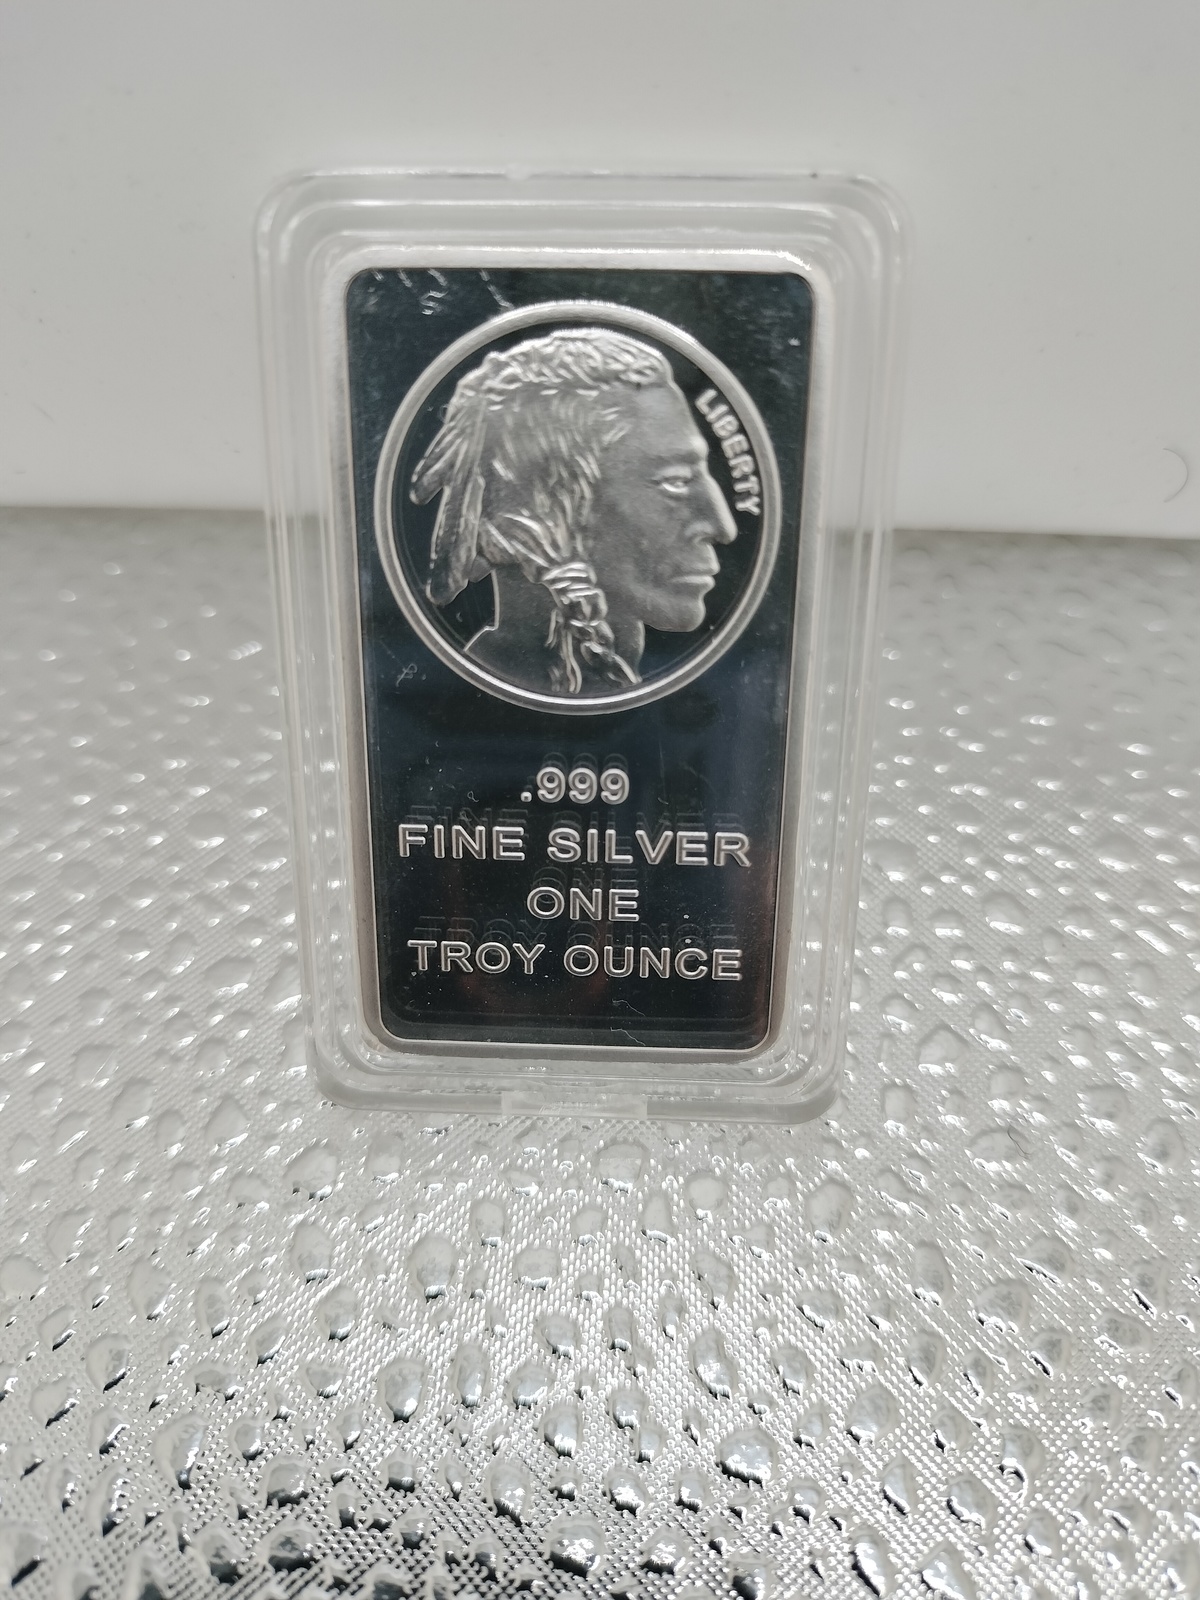 LIBERTY
.999
FINE SILVER
ONE
TROY OUNCE